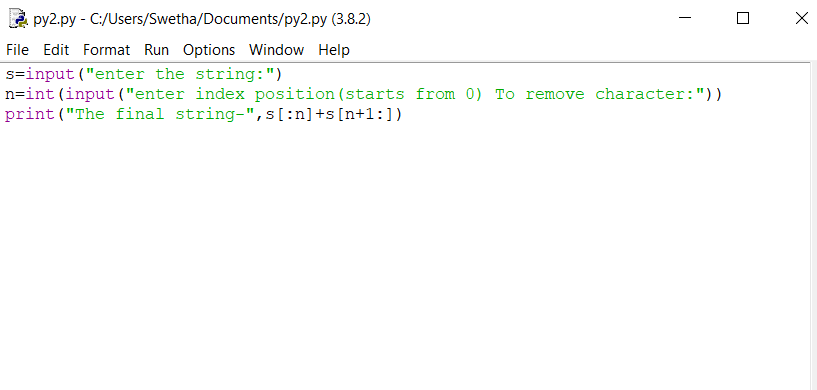 py2.py - C:/Users/Swetha/Documents/py2.py (3.8.2)
File Edit Format Run Options Window Help
s=input("enter the string:")
n=int(input("enter index position(starts from 0) To remove character:"))
print("The final string-",s[:n]+s[n+1:])